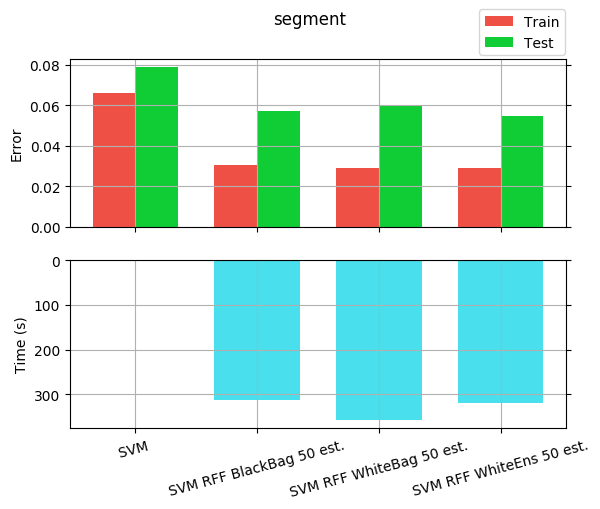 segment
Train
Test
0.08
0.06
0.04
0.02
0.00
Error
0
100
200
300
Time (s)
SVM
SVM RFF BlackBag 50 est.
SVM RFF WhiteBag 50 est.
SVM RFF WhiteEns 50 est.